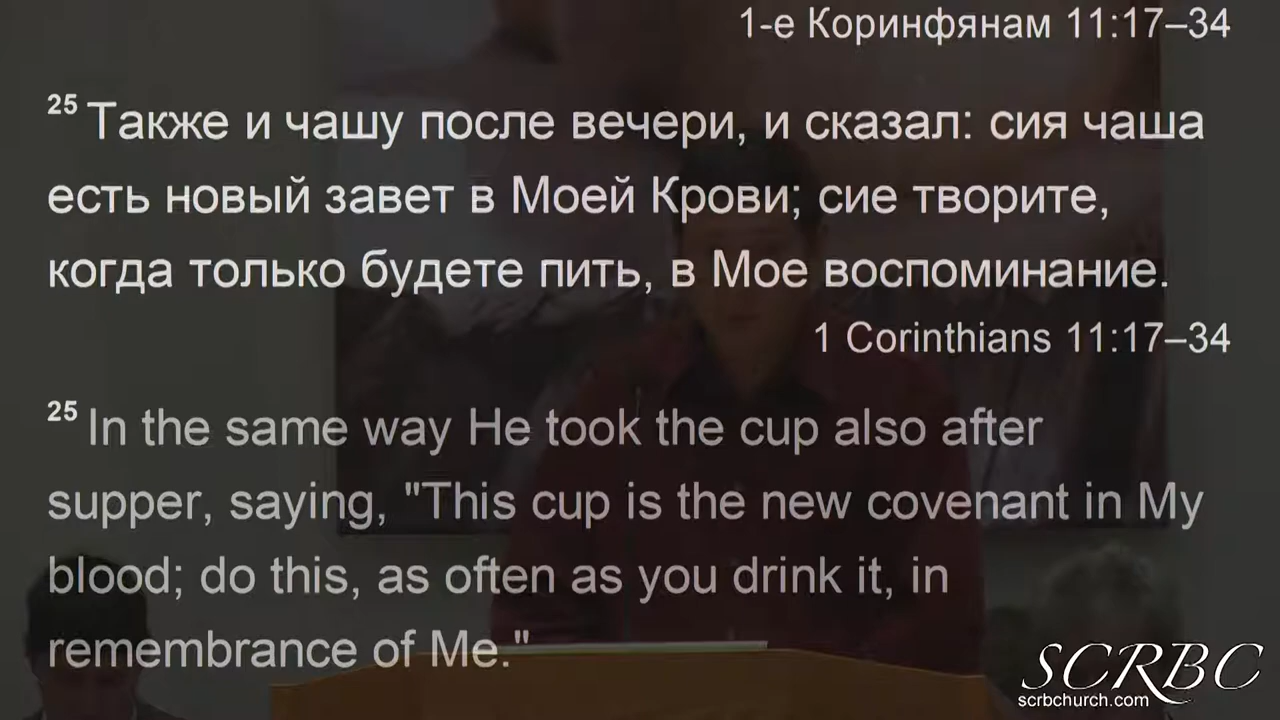 1-е Коринфянам 11:17–34
25 Также и чашу после вечери, и сказал: сия чаша
есть новый завет в Моей Крови; сие творите,
когда только будете пить, в Мое воспоминание.
1 Corinthians 11:17–34
25 In the same way He took the cup also after
supper, saying, "This cup is the new covenant in My
blood; do this, as often as you drink it, in
remembrance of Me."
SCRBC
scrbchurch.com